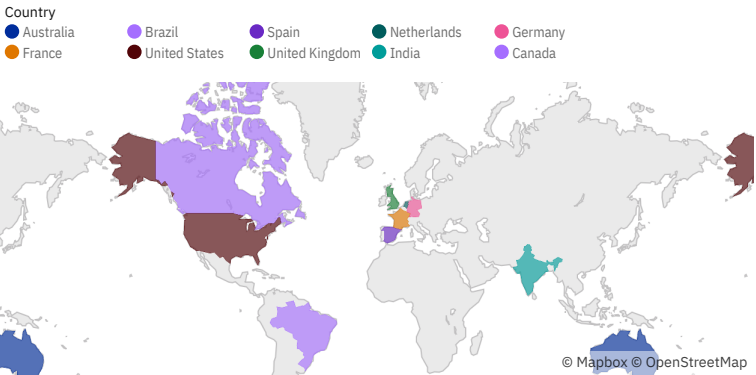 Country
Australia Brazil Spain Netherlands Germany
France United States United Kingdom India Canada
© Mapbox © OpenStreetMap